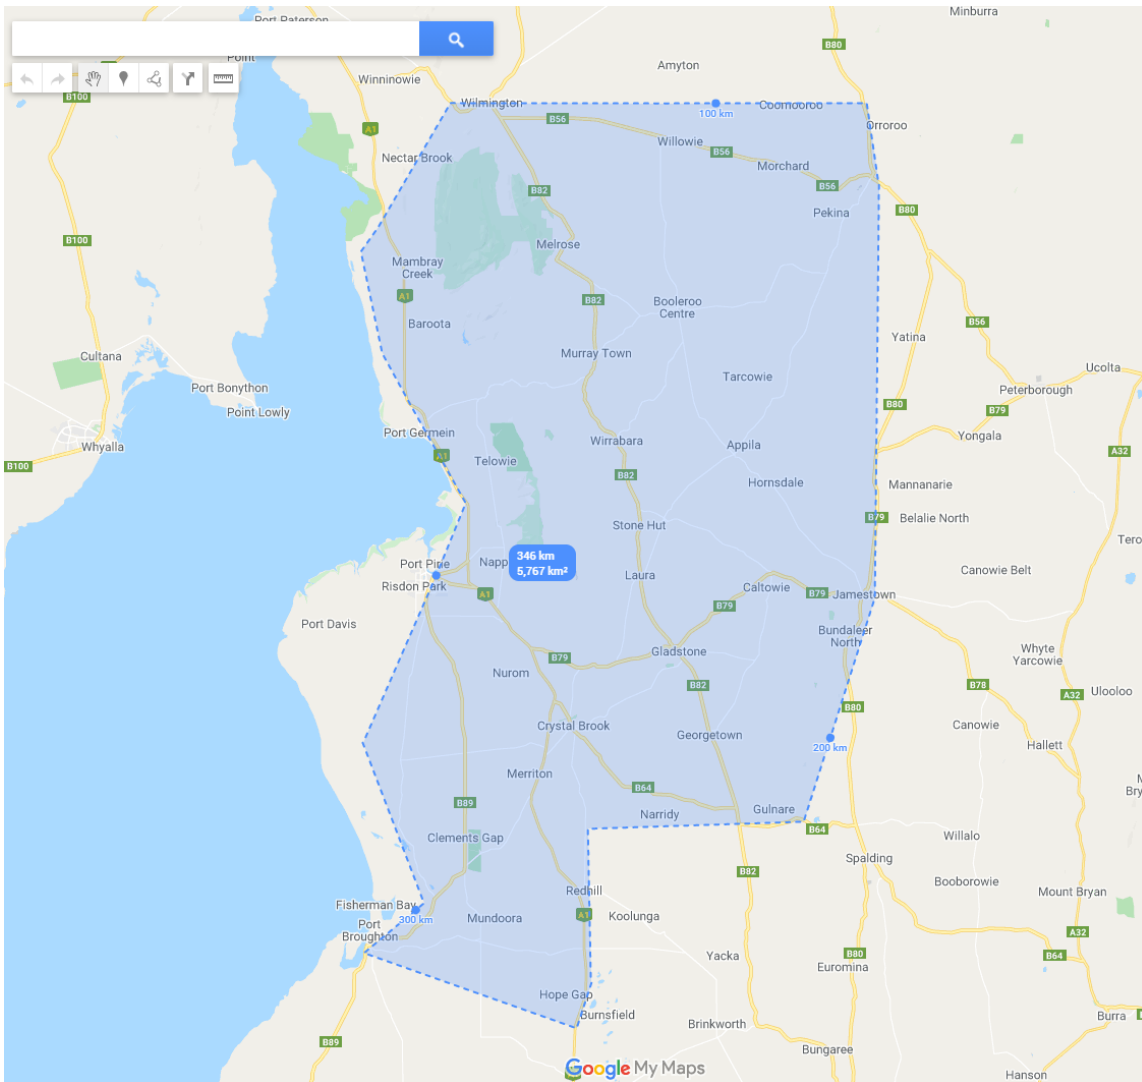 Port Paterson
Minburra
B80
Point
Amyton
Winninowie
B100
Wilmington
100 km
Coomooroo
B56
Orroroo
A1
Willowie
B56
Nectar Brook
Morchard
B82
B56
B80
Pekina
B100
Melrose
Mambray
Creek
A1
B82
Booleroo
Centre
B56
Baroota
Yatina
Cultana
Murray Town
Ucolta
Port Bonython
Tarcowie
Peterborough
Point Lowly
B80
B79
Port Germein
Wirrabara
Appila
Yongala
Whyalla
A32
A1
Telowie
B100
B82
Hornsdale
Mannanarie
B79
Belalie North
Stone Hut
Tero
346 km
5,767 km²
Port Pirie
Napp
Canowie Belt
Laura
Risdon Park
Caltowie
A1
B79
Jamestown
B79
Port Davis
Bundaleer
North
Whyte
Yarcowie
B79
Gladstone
Nurom
B82
B78
A32
Ulooloo
B80
Crystal Brook
Georgetown
Canowie
200 km
Hallett
Merriton
M
Bry
B64
B89
Narridy
Gulnare
B64
Clements Gap
Willalo
Spalding
B82
Booborowie
Redhill
Mount Bryan
Fisherman Bay
300 km
A1
Koolunga
Mundoora
Port
Broughton
A32
Yacka
B80
B64
Euromina
Hope Gap
Burnsfield
Burra
Brinkworth
B89
Bungaree
Google My Maps
Hanson